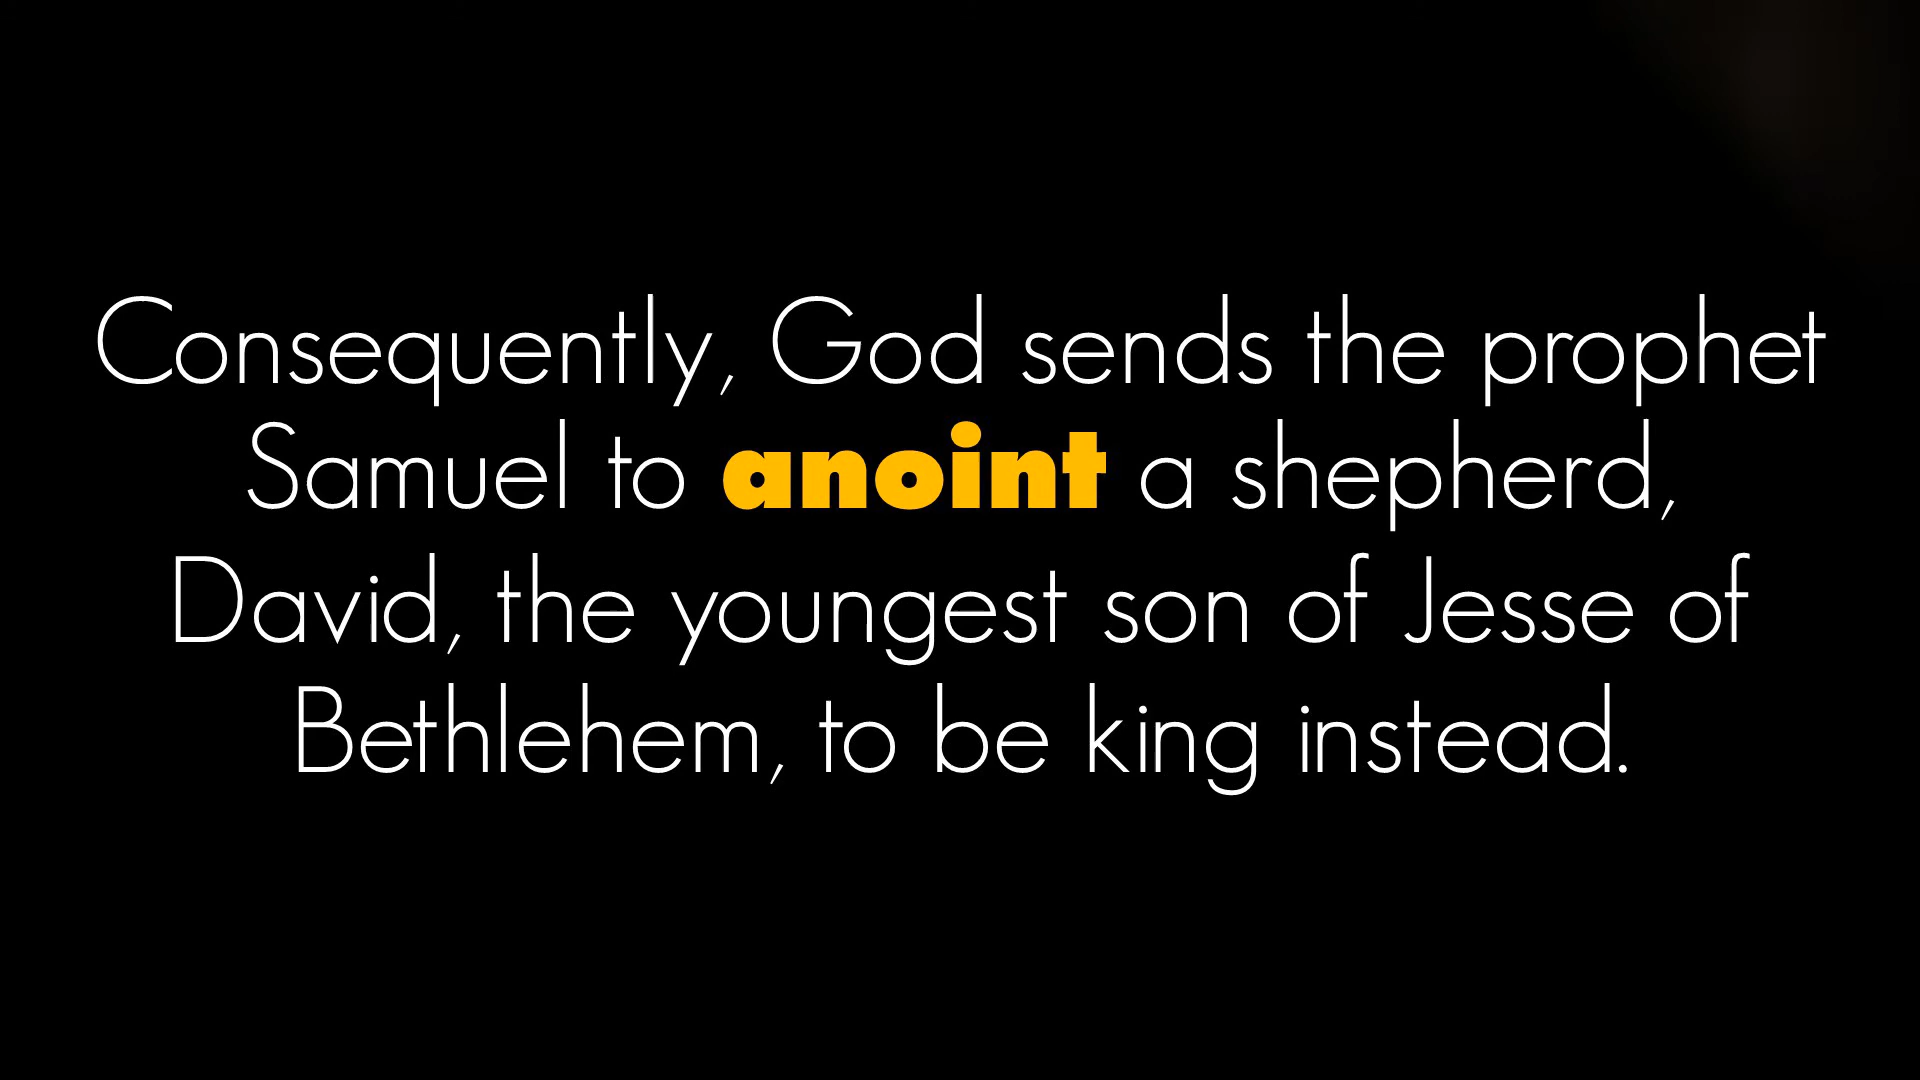 Consequently, God sends the prophet
Samuel to anoint a shepherd,
David, the youngest son of Jesse of
Bethlehem, to be king instead.